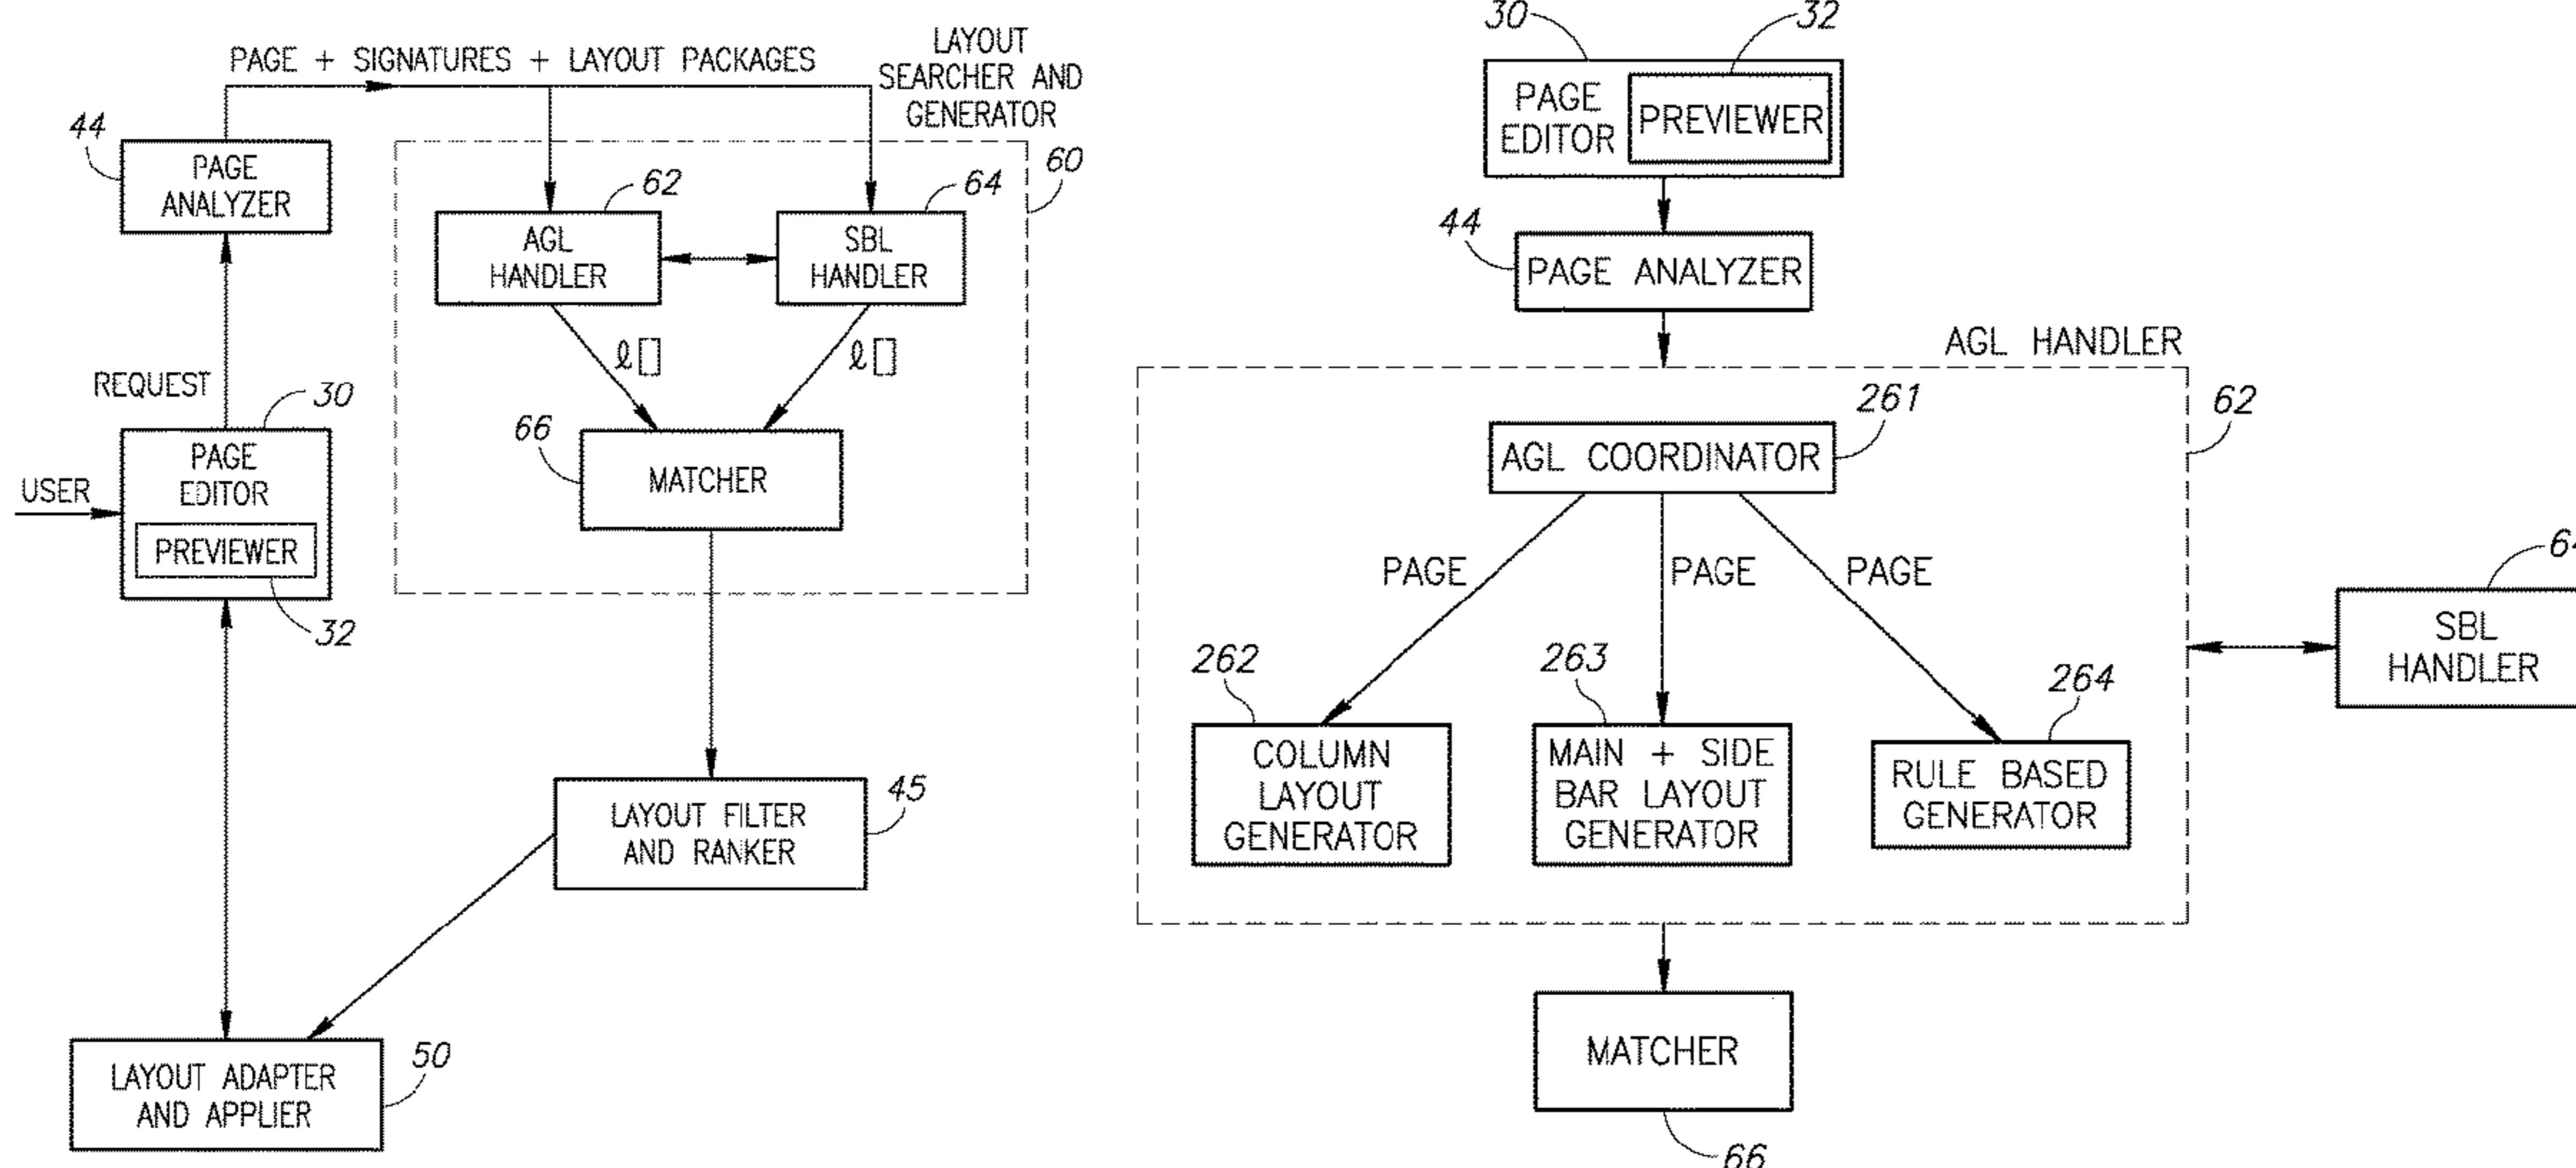 PAGE + SIGNATURES + LAYOUT PACKAGES
LAYOUT
SEARCHER AND
GENERATOR
44
PAGE
ANALYZER
60
62
64
AGL
HANDLER
SBL
HANDLER
ℓ[]
ℓ[]
REQUEST
30
66
MATCHER
USER
PAGE
EDITOR
PREVIEWER
32
45
LAYOUT FILTER
AND RANKER
50
LAYOUT ADAPTER
AND APPLIER
30
32
PAGE
EDITOR
PREVIEWER
44
PAGE ANALYZER
AGL HANDLER
62
261
AGL COORDINATOR
PAGE
PAGE
PAGE
262
263
264
COLUMN
LAYOUT
GENERATOR
MAIN + SIDE
BAR LAYOUT
GENERATOR
RULE BASED
GENERATOR
SBL
HANDLER
MATCHER
66